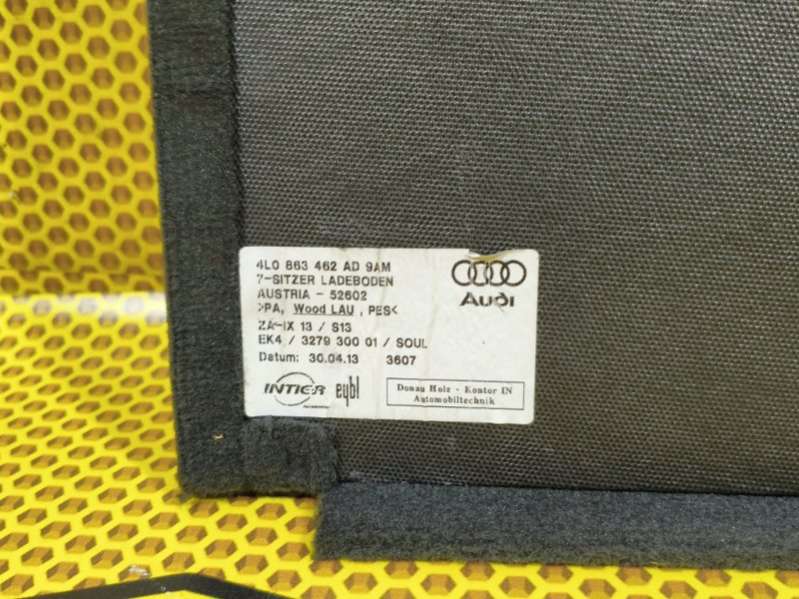 4L0 863 462 AD 9AM
7-SITZER LADEBODEN
AUSTRIA - 52602
>PA, Wood LAU , PES<
ZA-IX 13 / S13
EK4 / 3279 300 01 / SOUL
Datum: 30.04.13 3607
Audi
INTIER eybl
Donau Holz - Kontor IN
Automobiltechnik